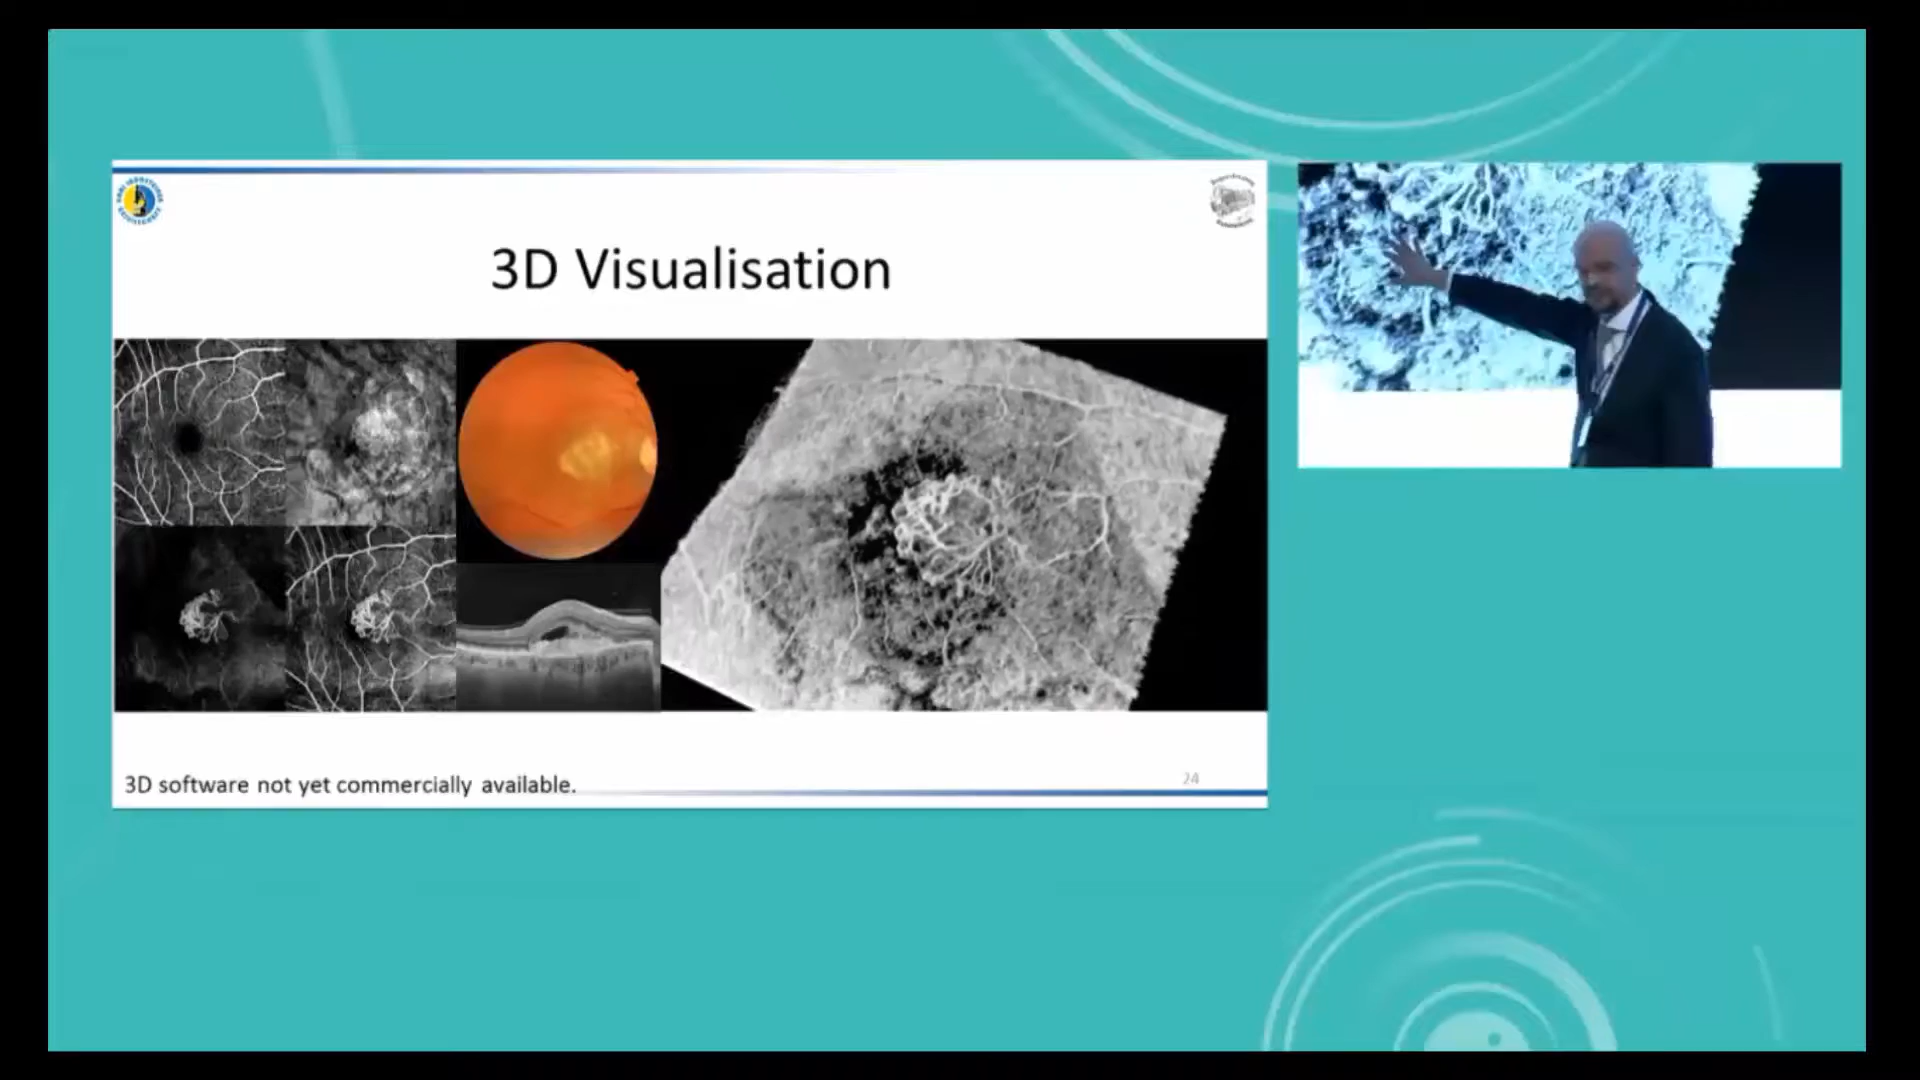 3D Visualisation
3D software not yet commercially available.
24